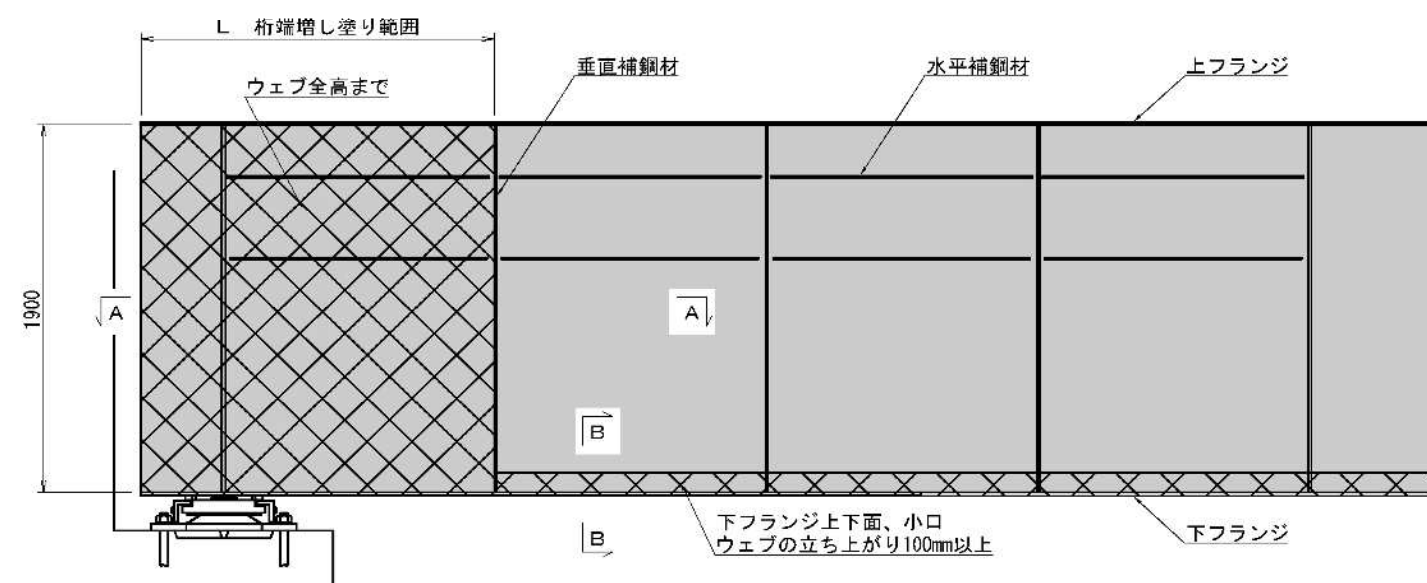 L 桁端増し塗り範囲
ウェブ全高まで
垂直補鋼材
水平補鋼材
上フランジ
1900
A
A
B
B
下フランジ上下面、小口
ウェブの立ち上がり100mm以上
下フランジ